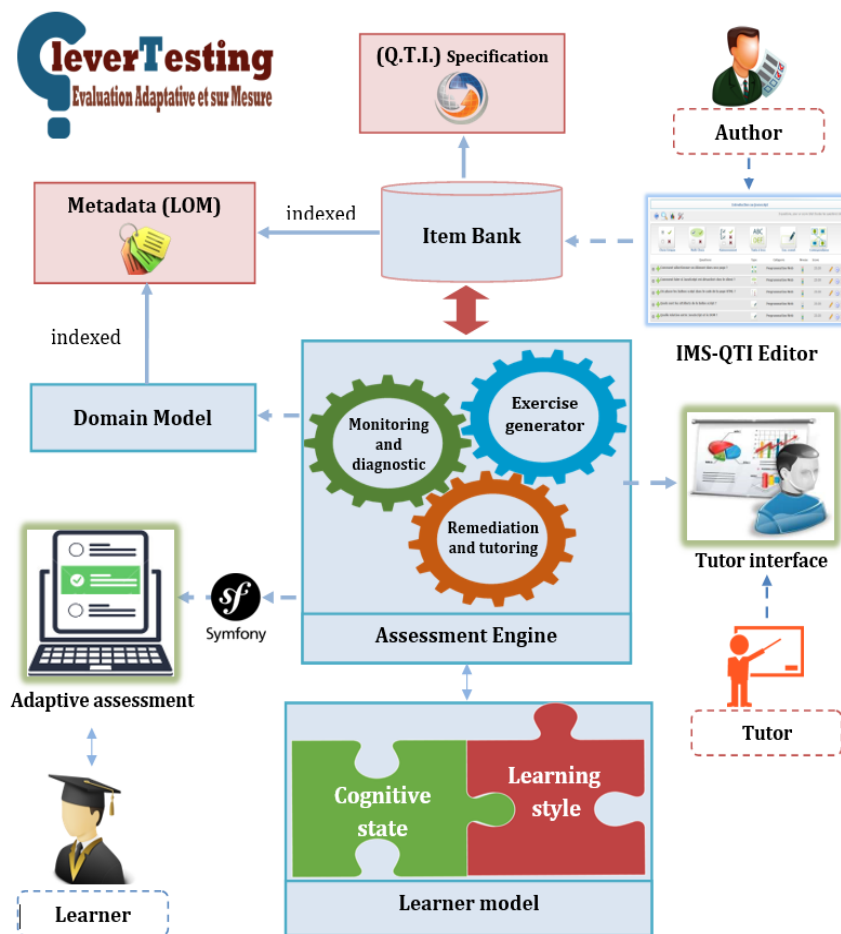 CleverTesting
Evaluation Adaptative et sur Mesure
(Q.T.I.) Specification
Author
Metadata (LOM)
indexed
Item Bank
IMS-QTI Editor
indexed
Domain Model
Monitoring
and
diagnostic
Exercise
generator
Remediation
and tutoring
Assessment Engine
Tutor interface
sf
Symfony
Adaptive assessment
Tutor
Cognitive
state
Learning
style
Learner model
Learner